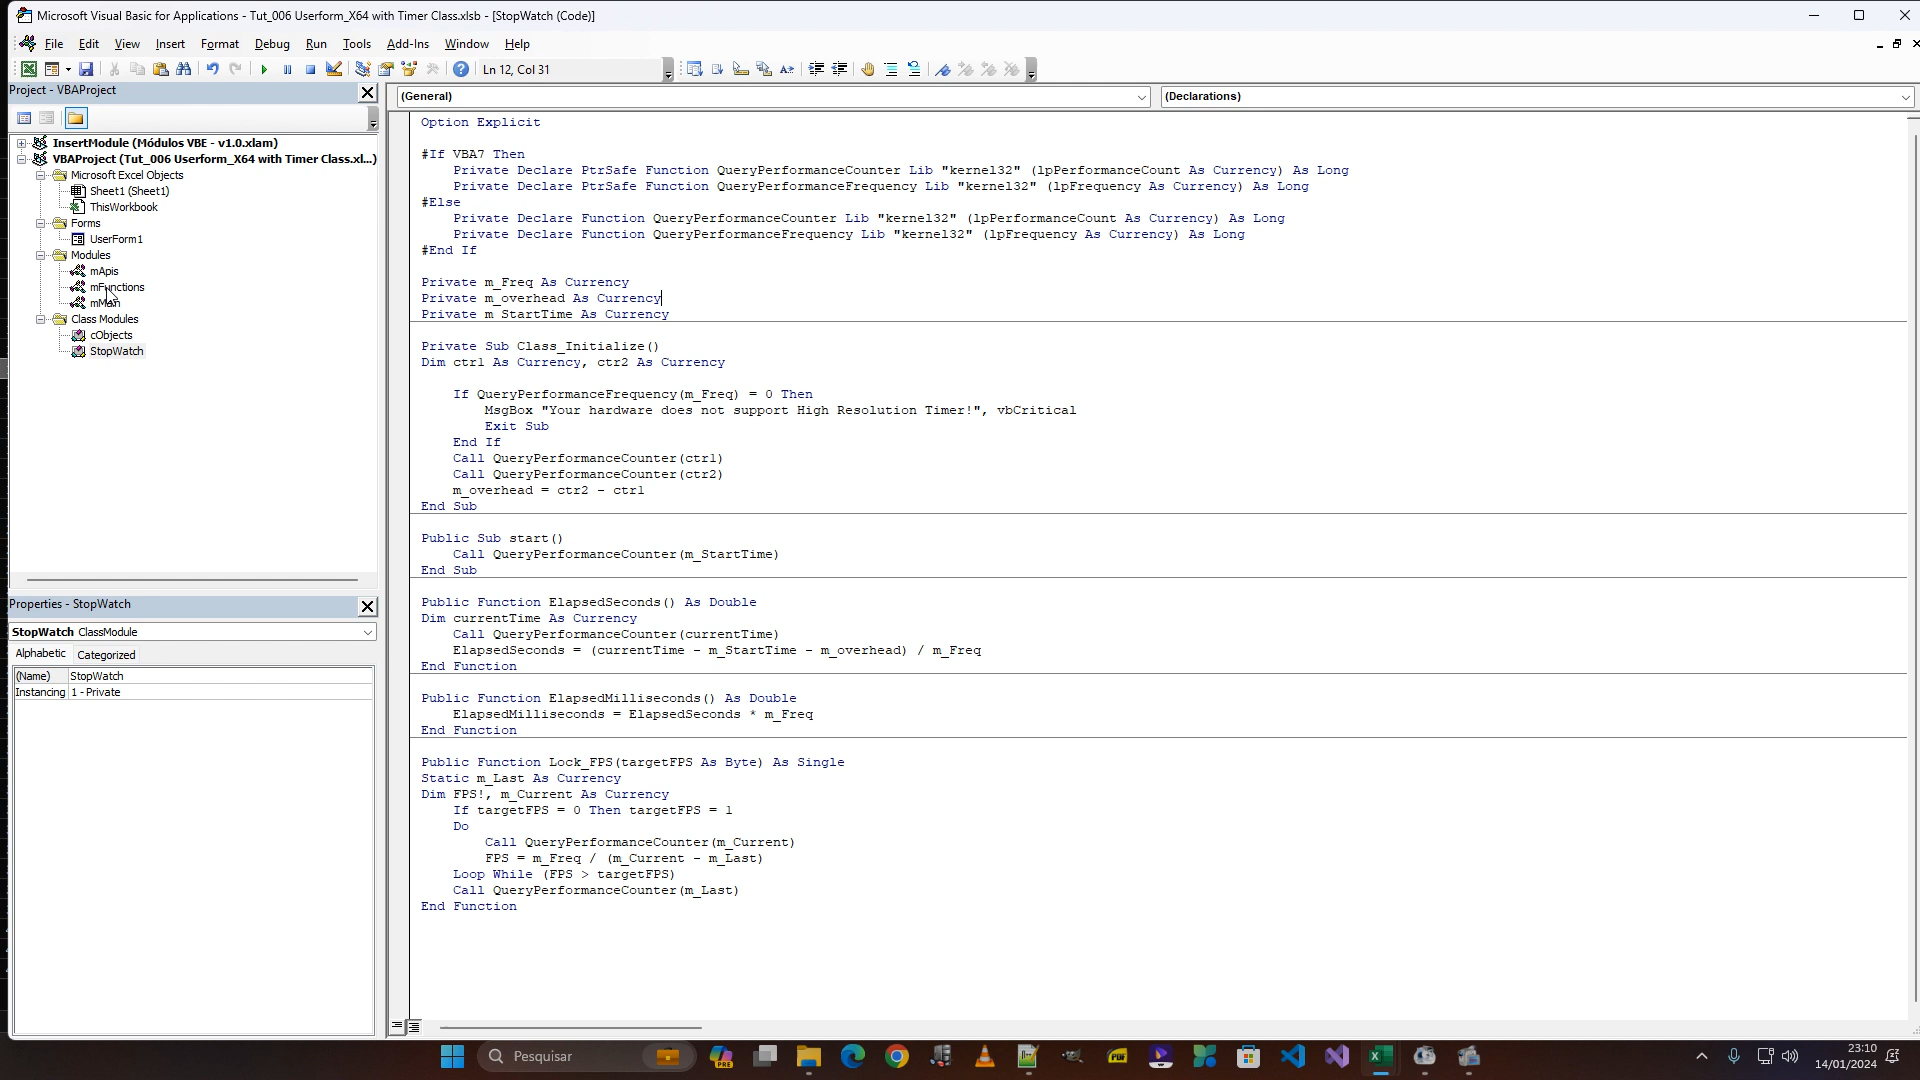 Microsoft Visual Basic for Applications - Tut_006 Userform_X64 with Timer Class.xlsb - [StopWatch (Code)]
File Edit View Insert Format Debug Run Tools Add-Ins Window Help
Ln 12, Col 31
Project - VBAProject
(General)
(Declarations)
InsertModule (Módulos VBE - v1.0.xlam)
VBAProject (Tut_006 Userform_X64 with Timer Class.xl...)
Microsoft Excel Objects
Sheet1 (Sheet1)
ThisWorkbook
Forms
UserForm1
Modules
mApis
mFunctions
mMain
Class Modules
cObjects
StopWatch
Properties - StopWatch
StopWatch ClassModule
Alphabetic Categorized
(Name) StopWatch
Instancing 1 - Private
Option Explicit
#If VBA7 Then
Private Declare PtrSafe Function QueryPerformanceCounter Lib "kernel32" (lpPerformanceCount As Currency) As Long
Private Declare PtrSafe Function QueryPerformanceFrequency Lib "kernel32" (lpFrequency As Currency) As Long
#Else
Private Declare Function QueryPerformanceCounter Lib "kernel32" (lpPerformanceCount As Currency) As Long
Private Declare Function QueryPerformanceFrequency Lib "kernel32" (lpFrequency As Currency) As Long
#End If
Private m_Freq As Currency
Private m_overhead As Currency
Private m_StartTime As Currency
Private Sub Class_Initialize()
Dim ctr1 As Currency, ctr2 As Currency
If QueryPerformanceFrequency(m_Freq) = 0 Then
MsgBox "Your hardware does not support High Resolution Timer!", vbCritical
Exit Sub
End If
Call QueryPerformanceCounter(ctr1)
Call QueryPerformanceCounter(ctr2)
m_overhead = ctr2 - ctr1
End Sub
Public Sub start()
Call QueryPerformanceCounter(m_StartTime)
End Sub
Public Function ElapsedSeconds() As Double
Dim currentTime As Currency
Call QueryPerformanceCounter(currentTime)
ElapsedSeconds = (currentTime - m_StartTime - m_overhead) / m_Freq
End Function
Public Function ElapsedMilliseconds() As Double
ElapsedMilliseconds = ElapsedSeconds * m_Freq
End Function
Public Function Lock_FPS(targetFPS As Byte) As Single
Static m_Last As Currency
Dim FPS!, m_Current As Currency
If targetFPS = 0 Then targetFPS = 1
Do
Call QueryPerformanceCounter(m_Current)
FPS = m_Freq / (m_Current - m_Last)
Loop While (FPS > targetFPS)
Call QueryPerformanceCounter(m_Last)
End Function
Pesquisar
PRE
PDF
23:10
14/01/2024